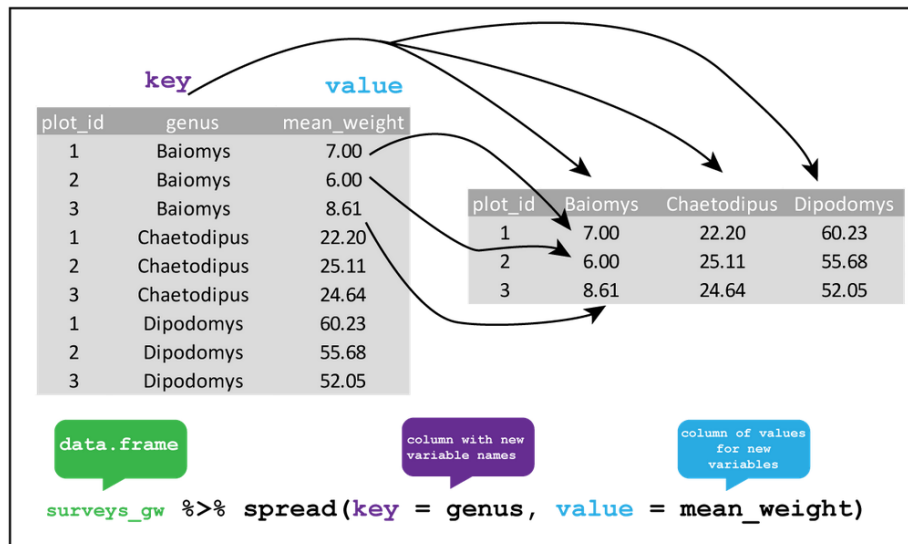 key value
plot_id genus mean_weight
1 Baiomys 7.00
2 Baiomys 6.00
3 Baiomys 8.61
1 Chaetodipus 22.20
2 Chaetodipus 25.11
3 Chaetodipus 24.64
1 Dipodomys 60.23
2 Dipodomys 55.68
3 Dipodomys 52.05
plot_id Baiomys Chaetodipus Dipodomys
1 7.00 22.20 60.23
2 6.00 25.11 55.68
3 8.61 24.64 52.05
data.frame
column with new
variable names
column of values
for new
variables
surveys_gw %>% spread(key = genus, value = mean_weight)